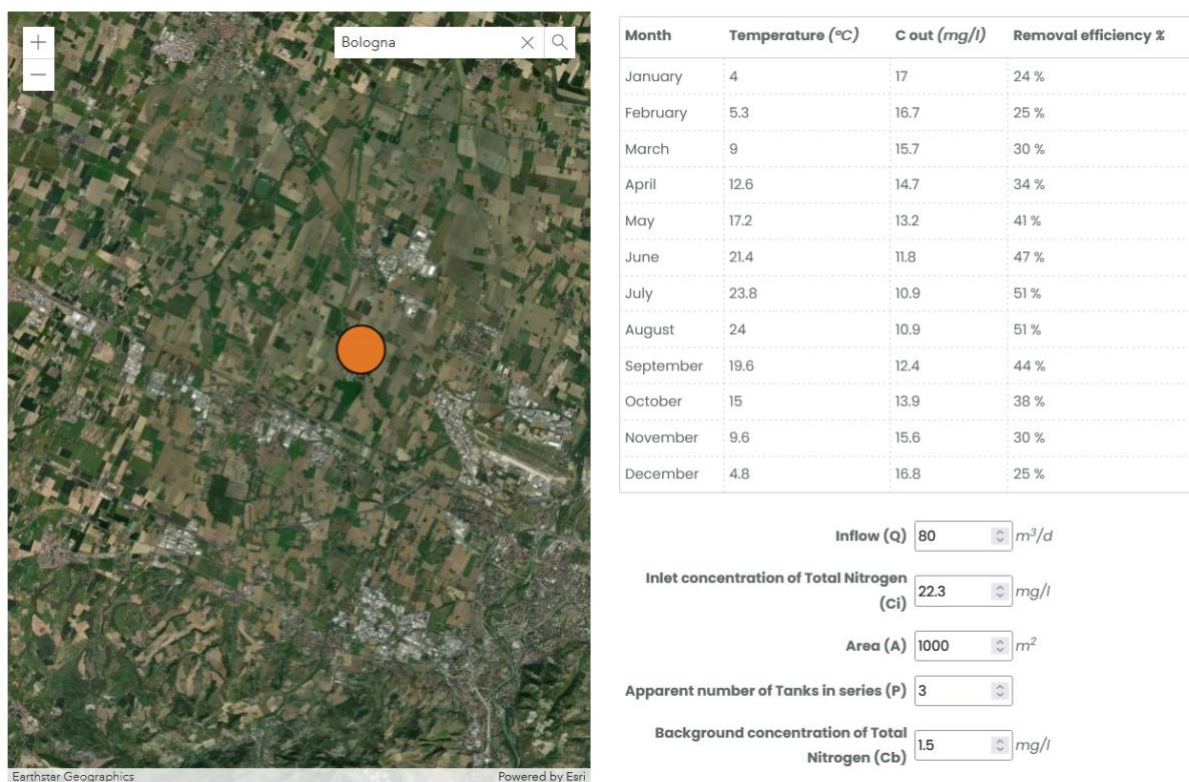 +
−
Bologna
Earthstar Geographics
Powered by Esri
Month Temperature (°C) C out (mg/l) Removal efficiency %
January 4 17 24 %
February 5.3 16.7 25 %
March 9 15.7 30 %
April 12.6 14.7 34 %
May 17.2 13.2 41 %
June 21.4 11.8 47 %
July 23.8 10.9 51 %
August 24 10.9 51 %
September 19.6 12.4 44 %
October 15 13.9 38 %
November 9.6 15.6 30 %
December 4.8 16.8 25 %
Inflow (Q) 80 m³/d
Inlet concentration of Total Nitrogen
(Ci) 22.3 mg/l
Area (A) 1000 m²
Apparent number of Tanks in series (P) 3
Background concentration of Total
Nitrogen (Cb) 1.5 mg/l